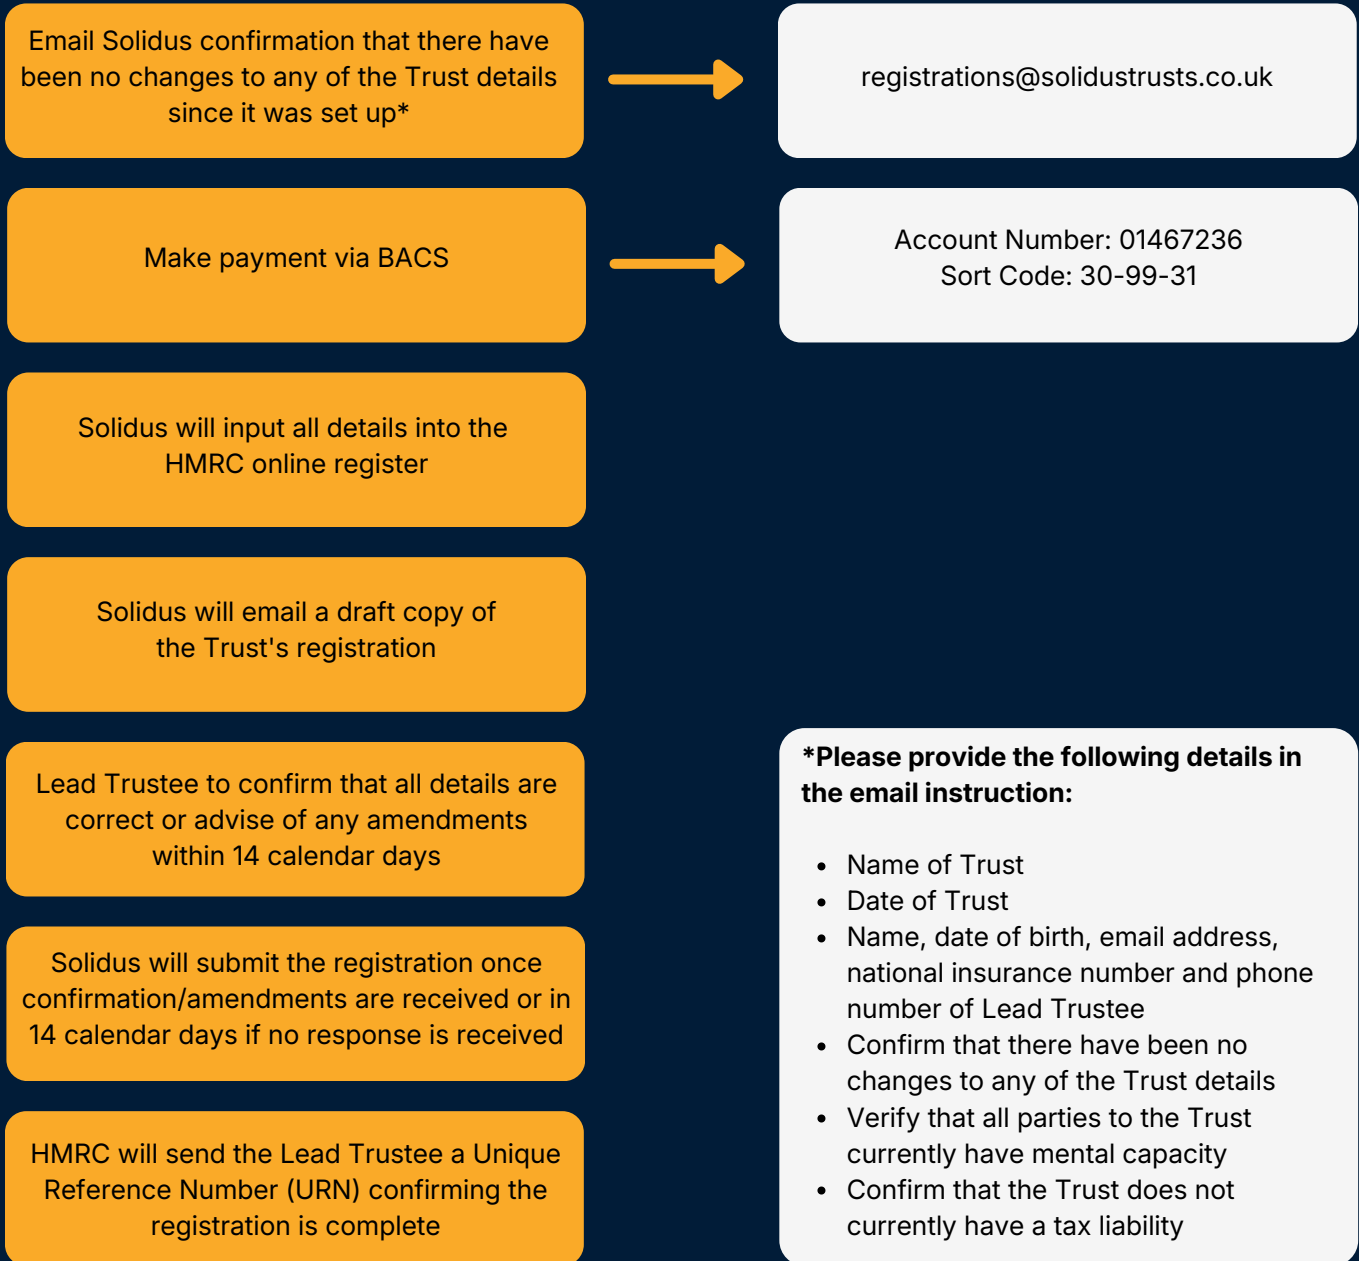 Email Solidus confirmation that there have
been no changes to any of the Trust details
since it was set up*
registrations@solidustrusts.co.uk
Make payment via BACS
Account Number: 01467236
Sort Code: 30-99-31
Solidus will input all details into the
HMRC online register
Solidus will email a draft copy of
the Trust's registration
Lead Trustee to confirm that all details are
correct or advise of any amendments
within 14 calendar days
Solidus will submit the registration once
confirmation/amendments are received or in
14 calendar days if no response is received
HMRC will send the Lead Trustee a Unique
Reference Number (URN) confirming the
registration is complete
*Please provide the following details in
the email instruction:
• Name of Trust
• Date of Trust
• Name, date of birth, email address,
national insurance number and phone
number of Lead Trustee
• Confirm that there have been no
changes to any of the Trust details
• Verify that all parties to the Trust
currently have mental capacity
• Confirm that the Trust does not
currently have a tax liability